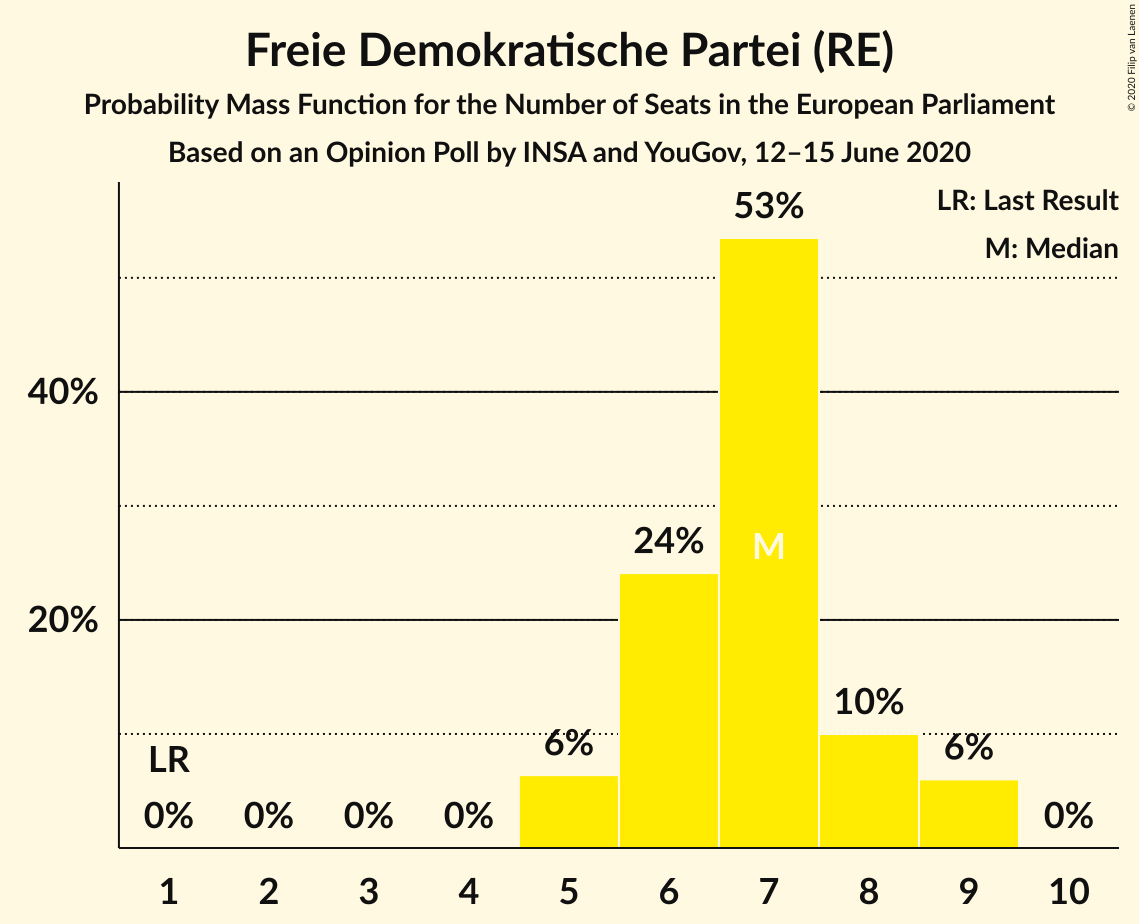 Freie Demokratische Partei (RE)
Probability Mass Function for the Number of Seats in the European Parliament
Based on an Opinion Poll by INSA and YouGov, 12–15 June 2020
© 2020 Filip van Laenen
LR: Last Result
M: Median
53%
40%
24%
M
20%
10%
6%
6%
LR
0%
0%
0%
0%
0%
1 2 3 4 5 6 7 8 9 10